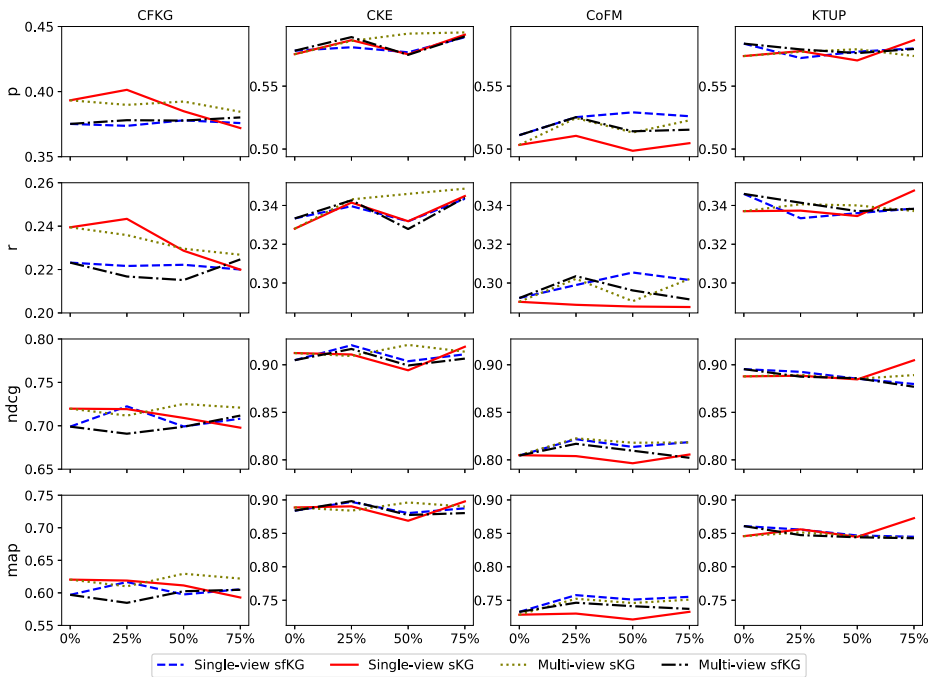 CFKG CKE CoFM KTUP
p 0.45 0.40 0.35 0.55 0.50 0.55 0.50 0.55 0.50
r 0.26 0.24 0.22 0.20 0.34 0.32 0.30 0.34 0.32 0.30 0.34 0.32 0.30
ndcg 0.80 0.75 0.70 0.65 0.90 0.85 0.80 0.90 0.85 0.80 0.90 0.85 0.80
map 0.75 0.70 0.65 0.60 0.55 0.90 0.85 0.80 0.75 0.90 0.85 0.80 0.75 0.90 0.85 0.80 0.75
0% 25% 50% 75% 0% 25% 50% 75% 0% 25% 50% 75% 0% 25% 50% 75%
Single-view sfKG Single-view sKG Multi-view sKG Multi-view sfKG